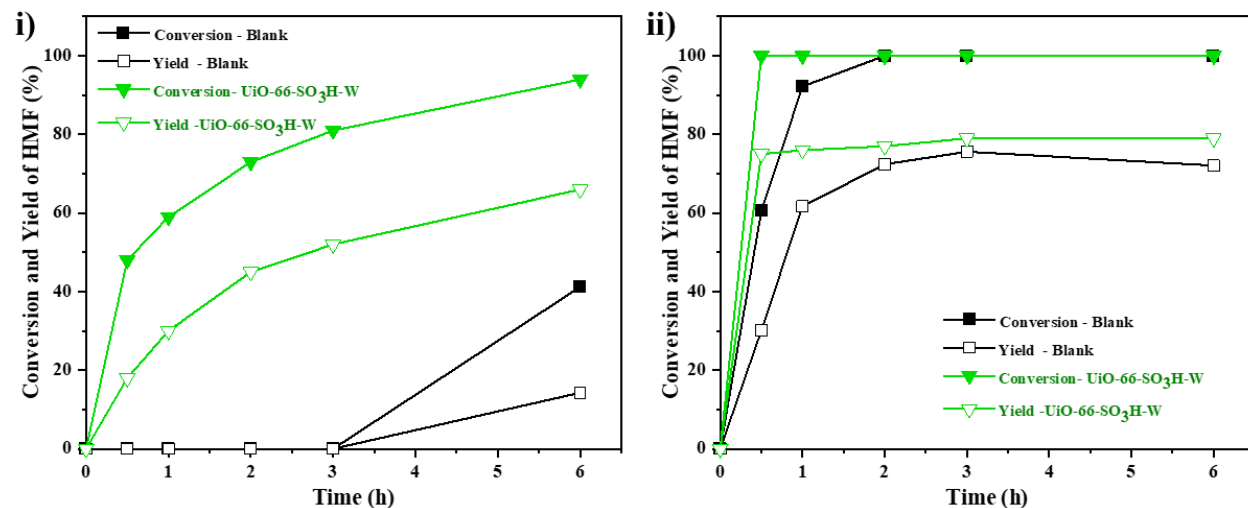 i)
Conversion and Yield of HMF (%)
100
80
60
40
20
0
Conversion - Blank
Yield - Blank
Conversion- UiO-66-SO₃H-W
Yield -UiO-66-SO₃H-W
0 1 2 3 4 5 6
Time (h)
ii)
Conversion and Yield of HMF (%)
100
80
60
40
20
0
Conversion - Blank
Yield - Blank
Conversion- UiO-66-SO₃H-W
Yield -UiO-66-SO₃H-W
0 1 2 3 4 5 6
Time (h)